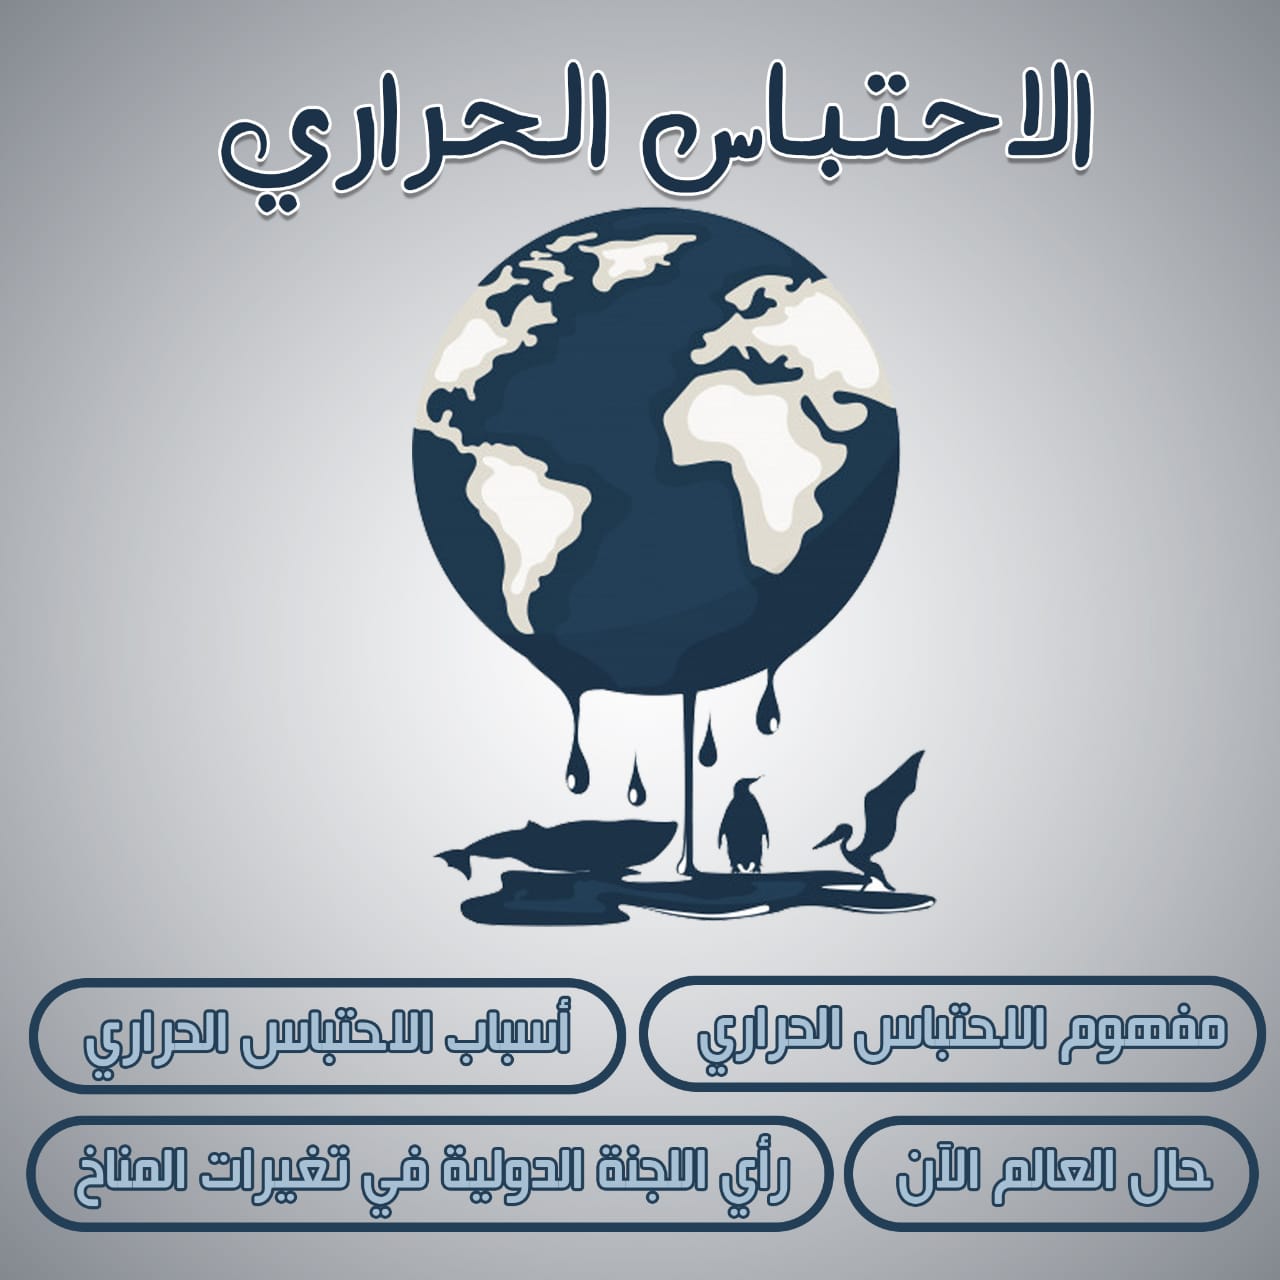 الاحتباس الحراري
مفهوم الاحتباس الحراري
أسباب الاحتباس الحراري
حال العالم الآن
رأي اللجنة الدولية في تغيرات المناخ